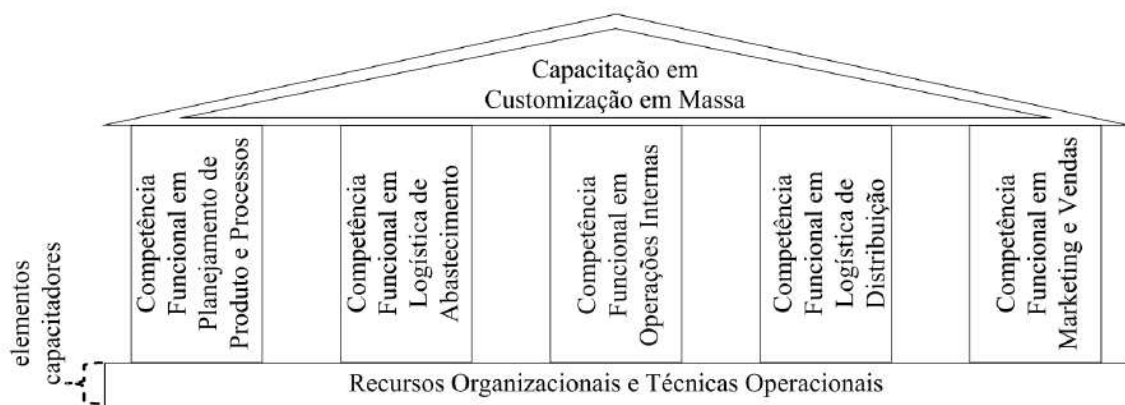 Capacitação em
Customização em Massa
Competência
Funcional em
Planejamento de
Produto e Processos
Competência
Funcional em
Logística de
Abastecimento
Competência
Funcional em
Operações Internas
Competência
Funcional em
Logística de
Distribuição
Competência
Funcional em
Marketing e Vendas
elementos
capacitadores
Recursos Organizacionais e Técnicas Operacionais